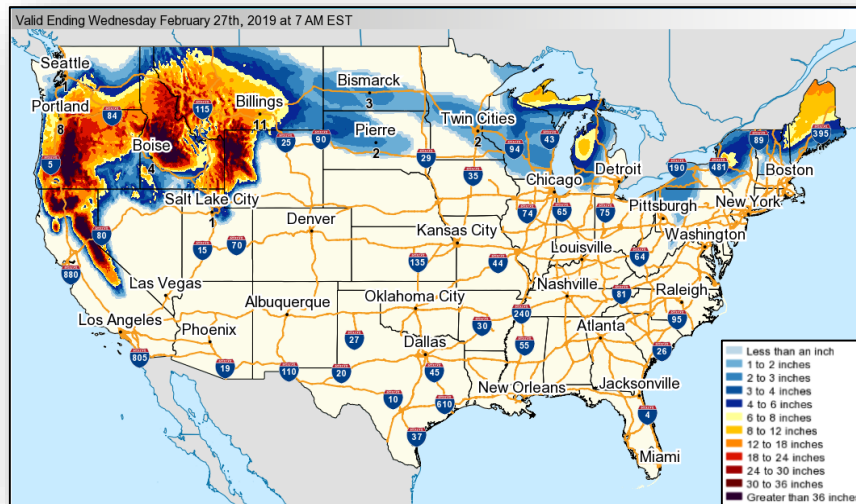 Valid Ending Wednesday February 27th, 2019 at 7 AM EST
Seattle
1
Portland
8
84
115
Billings
11
Bismarck
3
Twin Cities
2
Pierre
2
Boise
4
5
25
90
29
35
94
43
Chicago
Detroit
190
481
89
395
Boston
New York
Pittsburgh
Washington
Salt Lake City
1
80
15
70
Denver
Kansas City
135
44
74
65
75
Louisville
64
880
Las Vegas
Los Angeles
805
Phoenix
19
Albuquerque
110
Oklahoma City
27
20
Dallas
30
240
Nashville
81
Raleigh
95
55
Atlanta
26
45
10
610
37
New Orleans
Jacksonville
4
Miami
Less than an inch
1 to 2 inches
2 to 3 inches
3 to 4 inches
4 to 6 inches
6 to 8 inches
8 to 12 inches
12 to 18 inches
18 to 24 inches
24 to 30 inches
30 to 36 inches
Greater than 36 inches